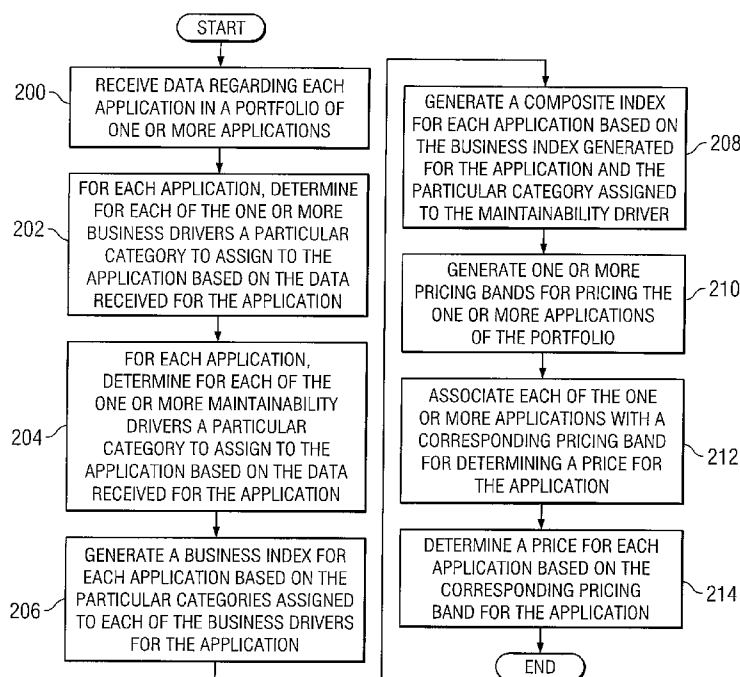 START
200
RECEIVE DATA REGARDING EACH
APPLICATION IN A PORTFOLIO OF
ONE OR MORE APPLICATIONS
202
FOR EACH APPLICATION, DETERMINE
FOR EACH OF THE ONE OR MORE
BUSINESS DRIVERS A PARTICULAR
CATEGORY TO ASSIGN TO THE
APPLICATION BASED ON THE DATA
RECEIVED FOR THE APPLICATION
204
FOR EACH APPLICATION,
DETERMINE FOR EACH OF THE
ONE OR MORE MAINTAINABILITY
DRIVERS A PARTICULAR
CATEGORY TO ASSIGN TO THE
APPLICATION BASED ON THE DATA
RECEIVED FOR THE APPLICATION
206
GENERATE A BUSINESS INDEX FOR
EACH APPLICATION BASED ON THE
PARTICULAR CATEGORIES ASSIGNED
TO EACH OF THE BUSINESS DRIVERS
FOR THE APPLICATION
GENERATE A COMPOSITE INDEX
FOR EACH APPLICATION BASED ON
THE BUSINESS INDEX GENERATED
FOR THE APPLICATION AND THE
PARTICULAR CATEGORY ASSIGNED
TO THE MAINTAINABILITY DRIVER
208
GENERATE ONE OR MORE
PRICING BANDS FOR PRICING THE
ONE OR MORE APPLICATIONS
OF THE PORTFOLIO
210
ASSOCIATE EACH OF THE ONE
OR MORE APPLICATIONS WITH A
CORRESPONDING PRICING BAND
FOR DETERMINING A PRICE FOR
THE APPLICATION
212
DETERMINE A PRICE FOR EACH
APPLICATION BASED ON THE
CORRESPONDING PRICING
BAND FOR THE APPLICATION
214
END